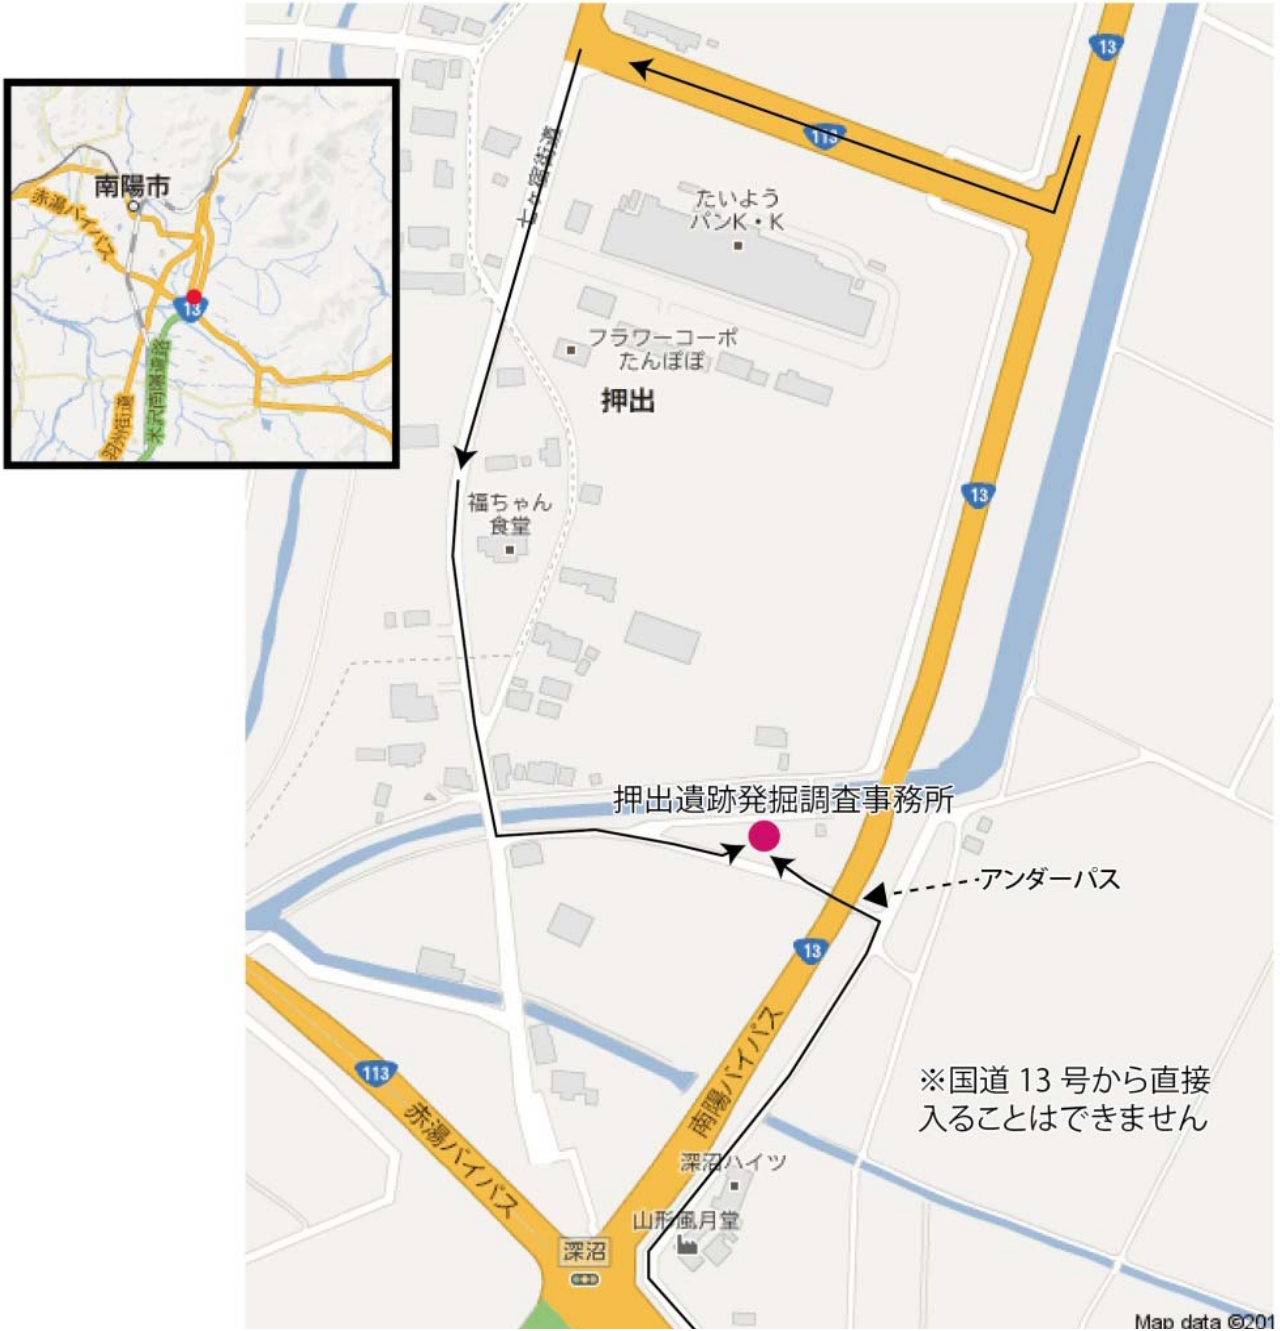 13
113
七ヶ宿街道
たいよう
パンK・K
南陽市
赤湯バイパス
13
米沢南陽道路
羽州街道
フラワーコーポ
たんぽぽ
押出
13
福ちゃん
食堂
押出遺跡発掘調査事務所
アンダーパス
13
南陽バイパス
113
赤湯バイパス
※国道 13 号から直接
入ることはできません
深沼ハイツ
山形風月堂
深沼
Map data ©201